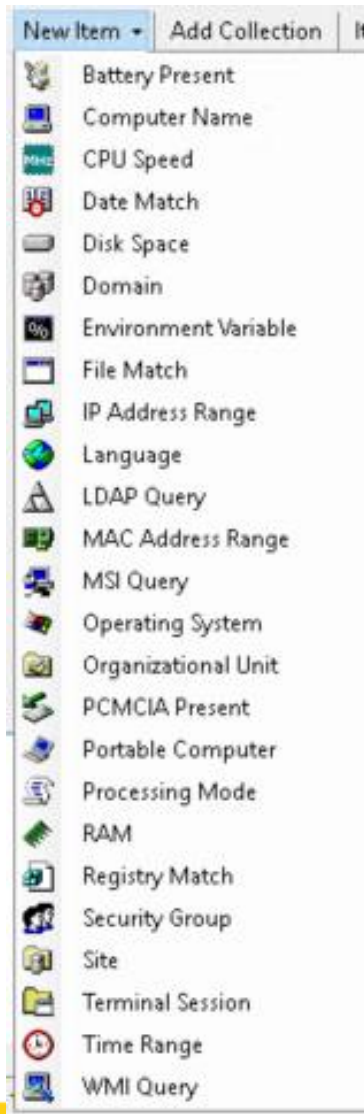 New Item Add Collection It
Battery Present
Computer Name
MHz CPU Speed
Date Match
Disk Space
Domain
% Environment Variable
File Match
IP Address Range
Language
LDAP Query
MAC Address Range
MSI Query
Operating System
Organizational Unit
PCMCIA Present
Portable Computer
Processing Mode
RAM
Registry Match
Security Group
Site
Terminal Session
Time Range
WMI Query